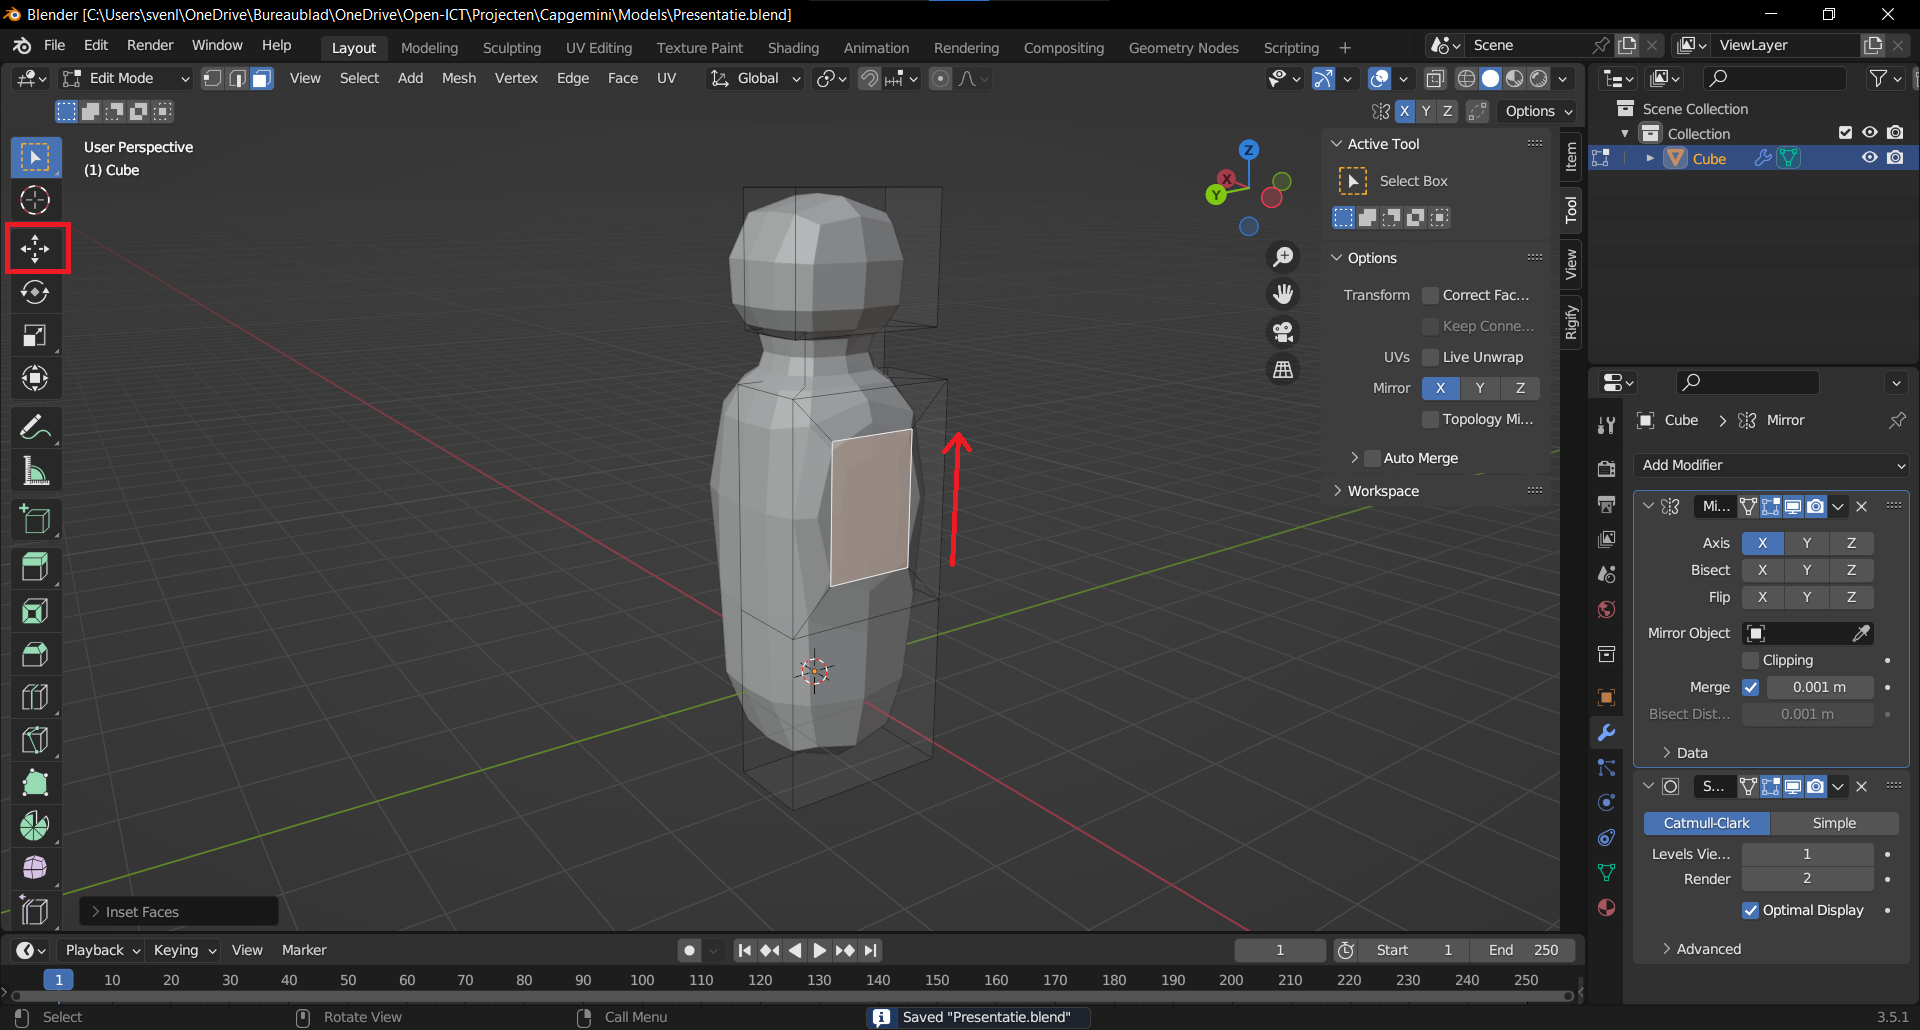 Blender [C:\Users\svenl\OneDrive\Bureaublad\OneDrive\Open-ICT\Projecten\Capgemini\Models\Presentatie.blend]
File Edit Render Window Help Layout Modeling Sculpting UV Editing Texture Paint Shading Animation Rendering Compositing Geometry Nodes Scripting + Scene ViewLayer
Edit Mode View Select Add Mesh Vertex Edge Face UV Global
X Y Z Options
User Perspective
(1) Cube
Z
X
Y
Active Tool
Select Box
Options
Transform Correct Fac...
Keep Conne...
UVs Live Unwrap
Mirror X Y Z
Topology Mi...
Auto Merge
Workspace
Item
Tool
View
Rigify
Scene Collection
Collection
Cube
Cube > Mirror
Add Modifier
Mi...
Axis X Y Z
Bisect X Y Z
Flip X Y Z
Mirror Object
Clipping
Merge 0.001 m
Bisect Dist... 0.001 m
Data
S...
Catmull-Clark Simple
Levels Vie... 1
Render 2
Optimal Display
Advanced
Inset Faces
Playback Keying View Marker 1 Start 1 End 250
1 10 20 30 40 50 60 70 80 90 100 110 120 130 140 150 160 170 180 190 200 210 220 230 240 250
Select Rotate View Call Menu Saved "Presentatie.blend" 3.5.1